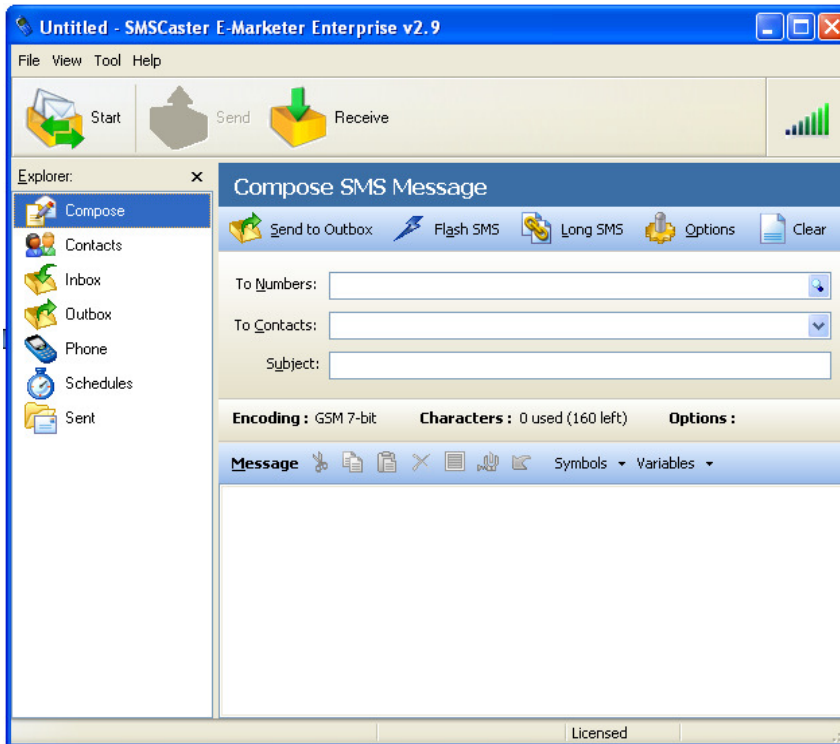 Untitled - SMSCaster E-Marketer Enterprise v2.9
File View Tool Help
Start Send Receive
Explorer: x
Compose
Contacts
Inbox
Outbox
Phone
Schedules
Sent
Compose SMS Message
Send to Outbox Flash SMS Long SMS Options Clear
To Numbers:
To Contacts:
Subject:
Encoding : GSM 7-bit Characters : 0 used (160 left) Options :
Message Symbols Variables
Licensed